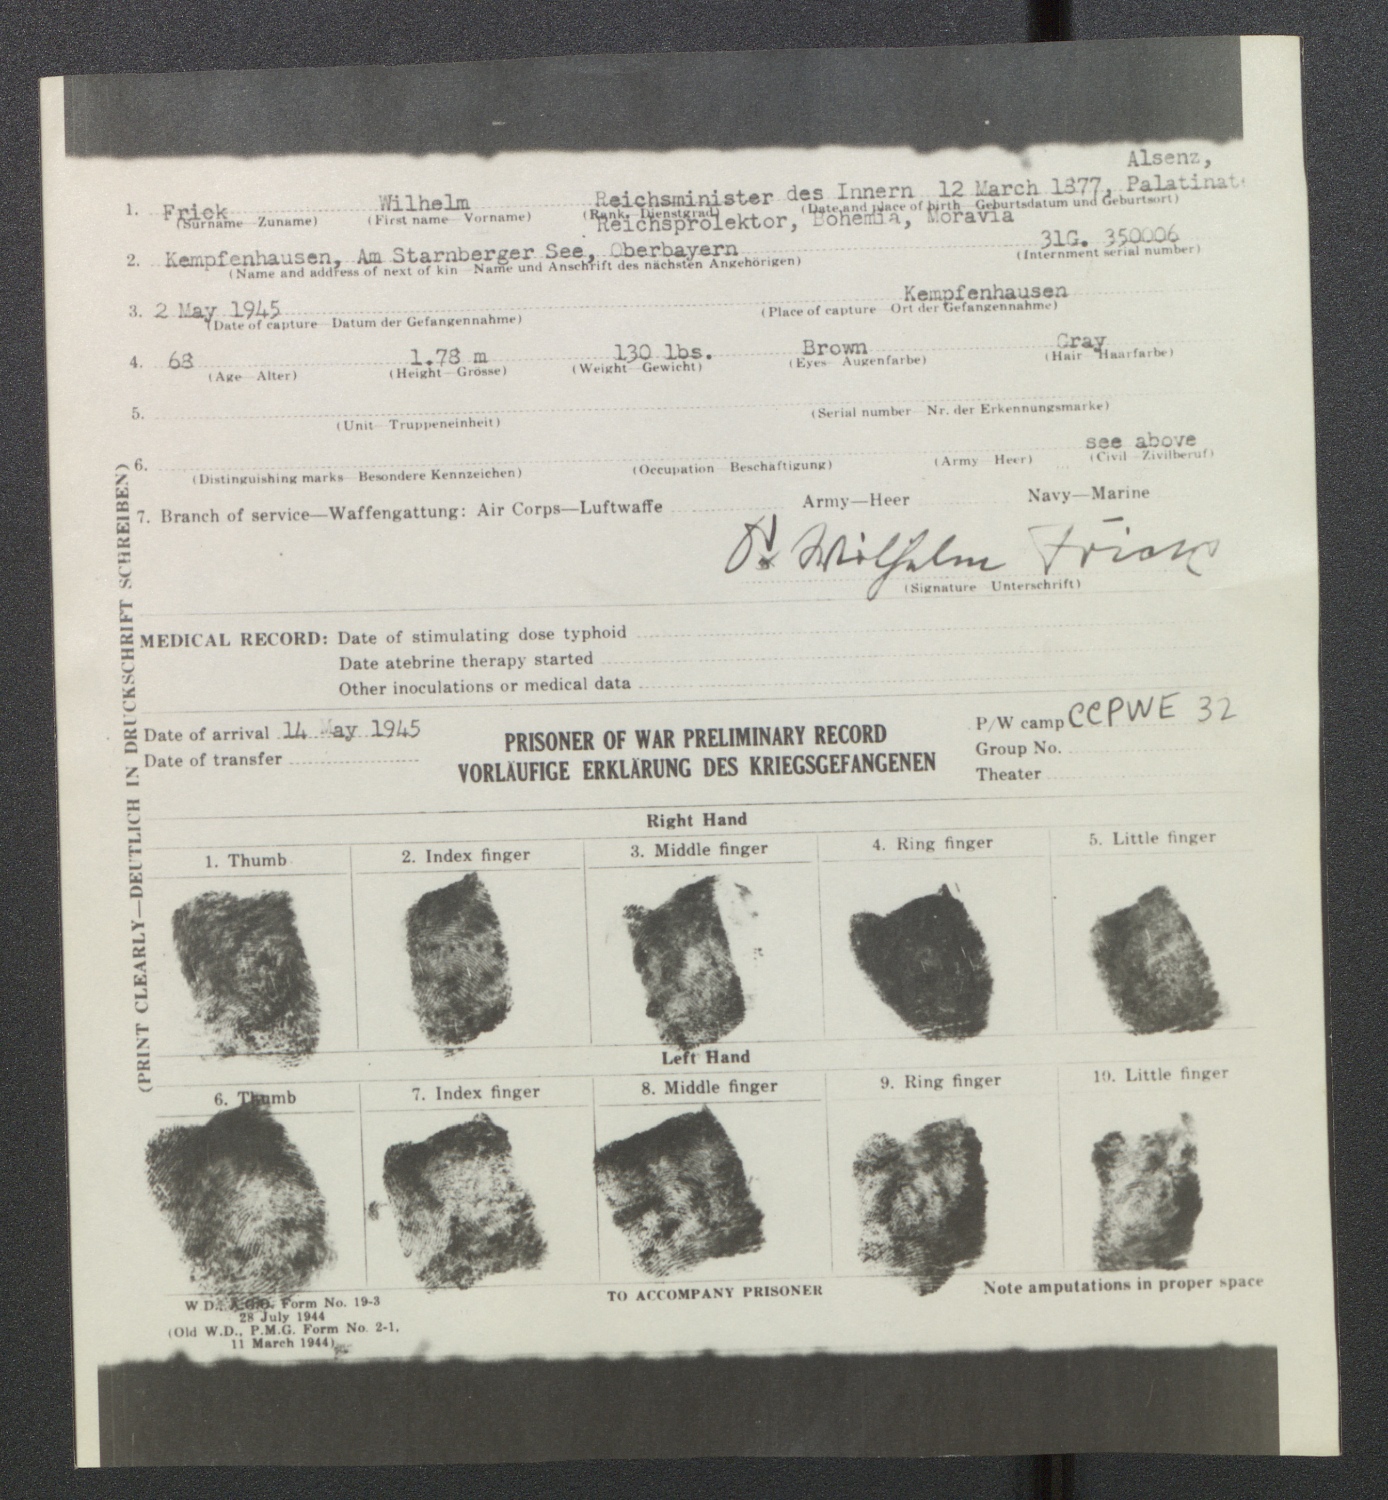 Alsenz,
1. Frick Wilhelm Reichsminister des Innern 12 March 1877, Palatinate
(Surname Zuname) (First name Vorname) (Rank Dienstgrad) (Date and place of birth Geburtsdatum und Geburtsort)
Reichsprolektor, Bohemia, Moravia
2. Kempfenhausen, Am Starnberger See, Oberbayern 31G. 350006
(Name and address of next of kin Name und Anschrift des nächsten Angehörigen) (Internment serial number)
3. 2 May 1945 Kempfenhausen
(Date of capture Datum der Gefangennahme) (Place of capture Ort der Gefangennahme)
4. 68 1.78 m 130 lbs. Brown Gray
(Age Alter) (Height Grösse) (Weight Gewicht) (Eyes Augenfarbe) (Hair Haarfarbe)
5.
(Unit Truppeneinheit) (Serial number Nr. der Erkennungsmarke)
6. see above
(Distinguishing marks Besondere Kennzeichen) (Occupation Beschäftigung) (Army Heer) (Civil Zivilberuf)
7. Branch of service—Waffengattung: Air Corps—Luftwaffe Army—Heer Navy—Marine
Dr. Wilhelm Frick
(Signature Unterschrift)
MEDICAL RECORD: Date of stimulating dose typhoid
Date atebrine therapy started
Other inoculations or medical data
Date of arrival 14 May 1945 PRISONER OF WAR PRELIMINARY RECORD P/W camp CCPWE 32
Date of transfer VORLÄUFIGE ERKLÄRUNG DES KRIEGSGEFANGENEN Group No.
Theater
(PRINT CLEARLY—DEUTLICH IN DRUCKSCHRIFT SCHREIBEN)
Right Hand
1. Thumb 2. Index finger 3. Middle finger 4. Ring finger 5. Little finger
Left Hand
6. Thumb 7. Index finger 8. Middle finger 9. Ring finger 10. Little finger
W D., A.G.O. Form No. 19-3 TO ACCOMPANY PRISONER Note amputations in proper space
28 July 1944
(Old W.D., P.M.G. Form No. 2-1,
11 March 1944)